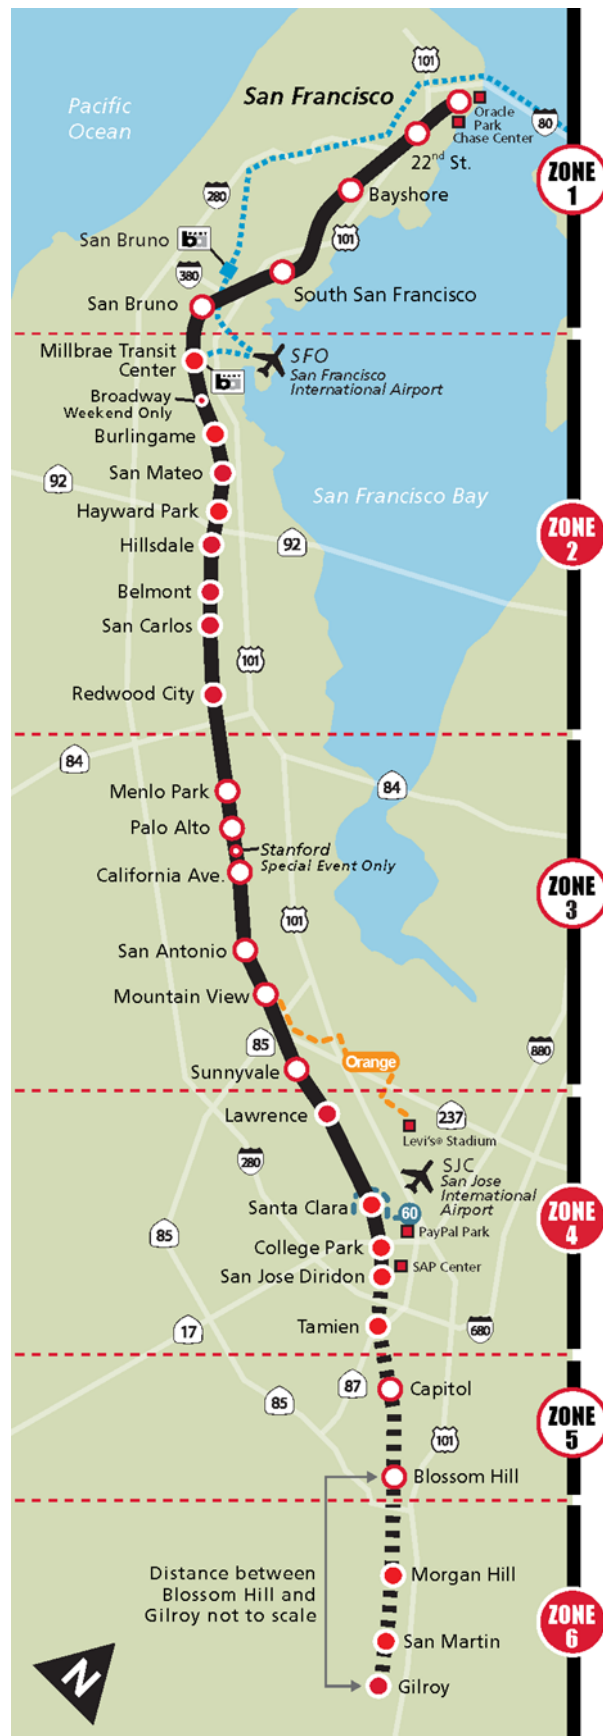 101
San Francisco
Pacific
Ocean
Oracle
Park
Chase Center
80
22nd St.
ZONE
1
280
Bayshore
101
San Bruno
ba
380
South San Francisco
San Bruno
Millbrae Transit
Center
SFO
San Francisco
International Airport
ba
Broadway
Weekend Only
Burlingame
San Mateo
92
San Francisco Bay
Hayward Park
ZONE
2
Hillsdale
92
Belmont
San Carlos
101
Redwood City
84
84
Menlo Park
Palo Alto
Stanford
Special Event Only
California Ave.
ZONE
3
101
San Antonio
Mountain View
85
880
Orange
Sunnyvale
Lawrence
237
Levi's® Stadium
280
SJC
San Jose
International
Airport
Santa Clara
60
ZONE
4
PayPal Park
85
College Park
SAP Center
San Jose Diridon
17
Tamien
680
87
Capitol
85
ZONE
5
101
Blossom Hill
Distance between
Blossom Hill and
Gilroy not to scale
Morgan Hill
ZONE
6
San Martin
N
Gilroy